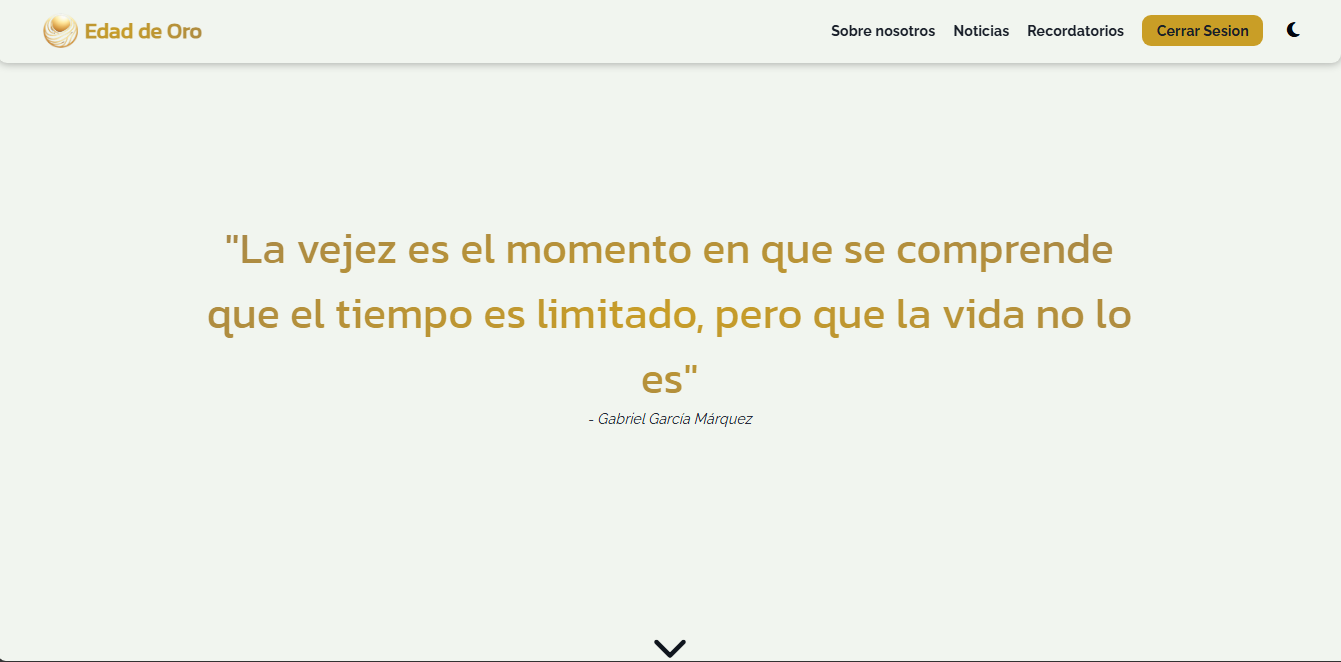 Edad de Oro
Sobre nosotros
Noticias
Recordatorios
Cerrar Sesion
"La vejez es el momento en que se comprende
que el tiempo es limitado, pero que la vida no lo
es"
- Gabriel García Márquez